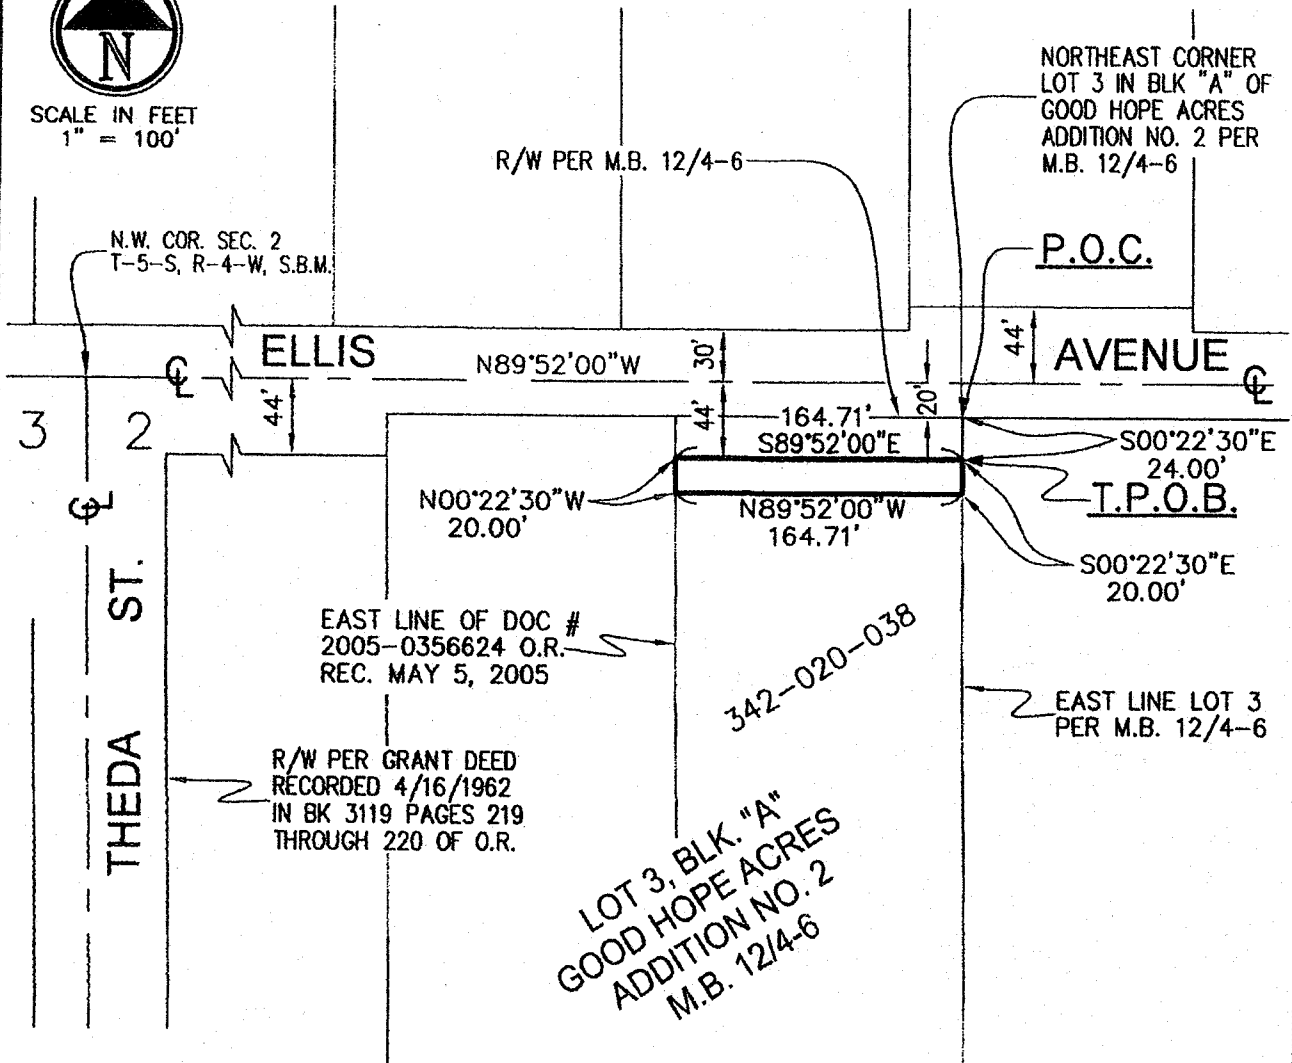 N
SCALE IN FEET
1" = 100'
NORTHEAST CORNER
LOT 3 IN BLK "A" OF
GOOD HOPE ACRES
ADDITION NO. 2 PER
M.B. 12/4-6
R/W PER M.B. 12/4-6
N.W. COR. SEC. 2
T-5-S, R-4-W, S.B.M.
P.O.C.
ELLIS
N89°52'00"W
30'
44'
AVENUE
CL
CL
44'
44'
164.71'
20'
S89°52'00"E
3
2
S00°22'30"E
24.00'
T.P.O.B.
N00°22'30"W
20.00'
N89°52'00"W
164.71'
CL
S00°22'30"E
20.00'
THEDA ST.
EAST LINE OF DOC #
2005-0356624 O.R.
REC. MAY 5, 2005
342-020-038
EAST LINE LOT 3
PER M.B. 12/4-6
R/W PER GRANT DEED
RECORDED 4/16/1962
IN BK 3119 PAGES 219
THROUGH 220 OF O.R.
LOT 3, BLK. "A"
GOOD HOPE ACRES
ADDITION NO. 2
M.B. 12/4-6